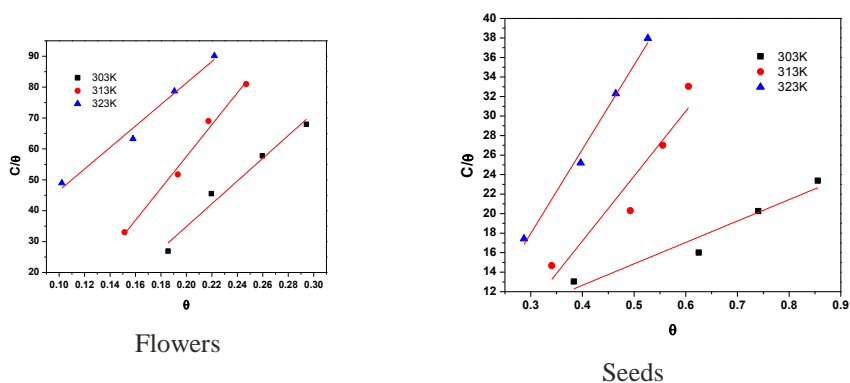 C/θ
90
80
70
60
50
40
30
20
303K
313K
323K
0.10 0.12 0.14 0.16 0.18 0.20 0.22 0.24 0.26 0.28 0.30
θ
Flowers
C/θ
38
36
34
32
30
28
26
24
22
20
18
16
14
12
303K
313K
323K
0.3 0.4 0.5 0.6 0.7 0.8 0.9
θ
Seeds